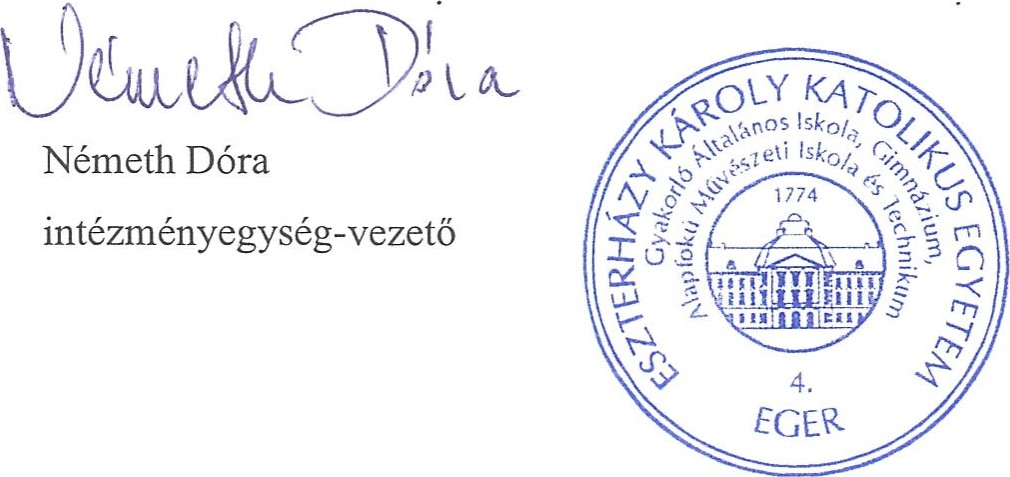 Németh Dóra
Németh Dóra
intézményegység-vezető
ESZTERHÁZY KÁROLY KATOLIKUS EGYETEM
Gyakorló Általános Iskola, Gimnázium,
Alapfokú Művészeti Iskola és Technikum
1774
4.
EGER